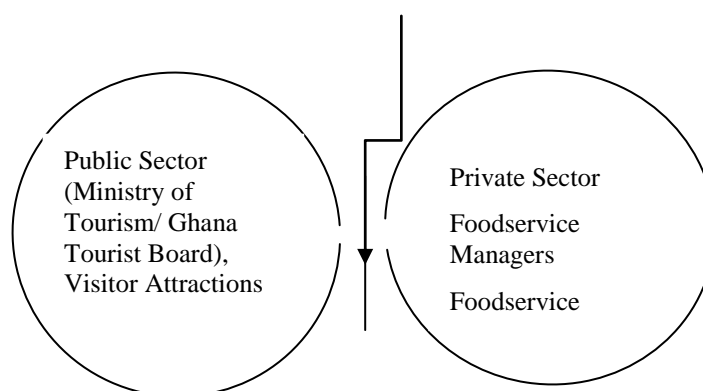 Public Sector
(Ministry of
Tourism/ Ghana
Tourist Board),
Visitor Attractions
Private Sector
Foodservice
Managers
Foodservice